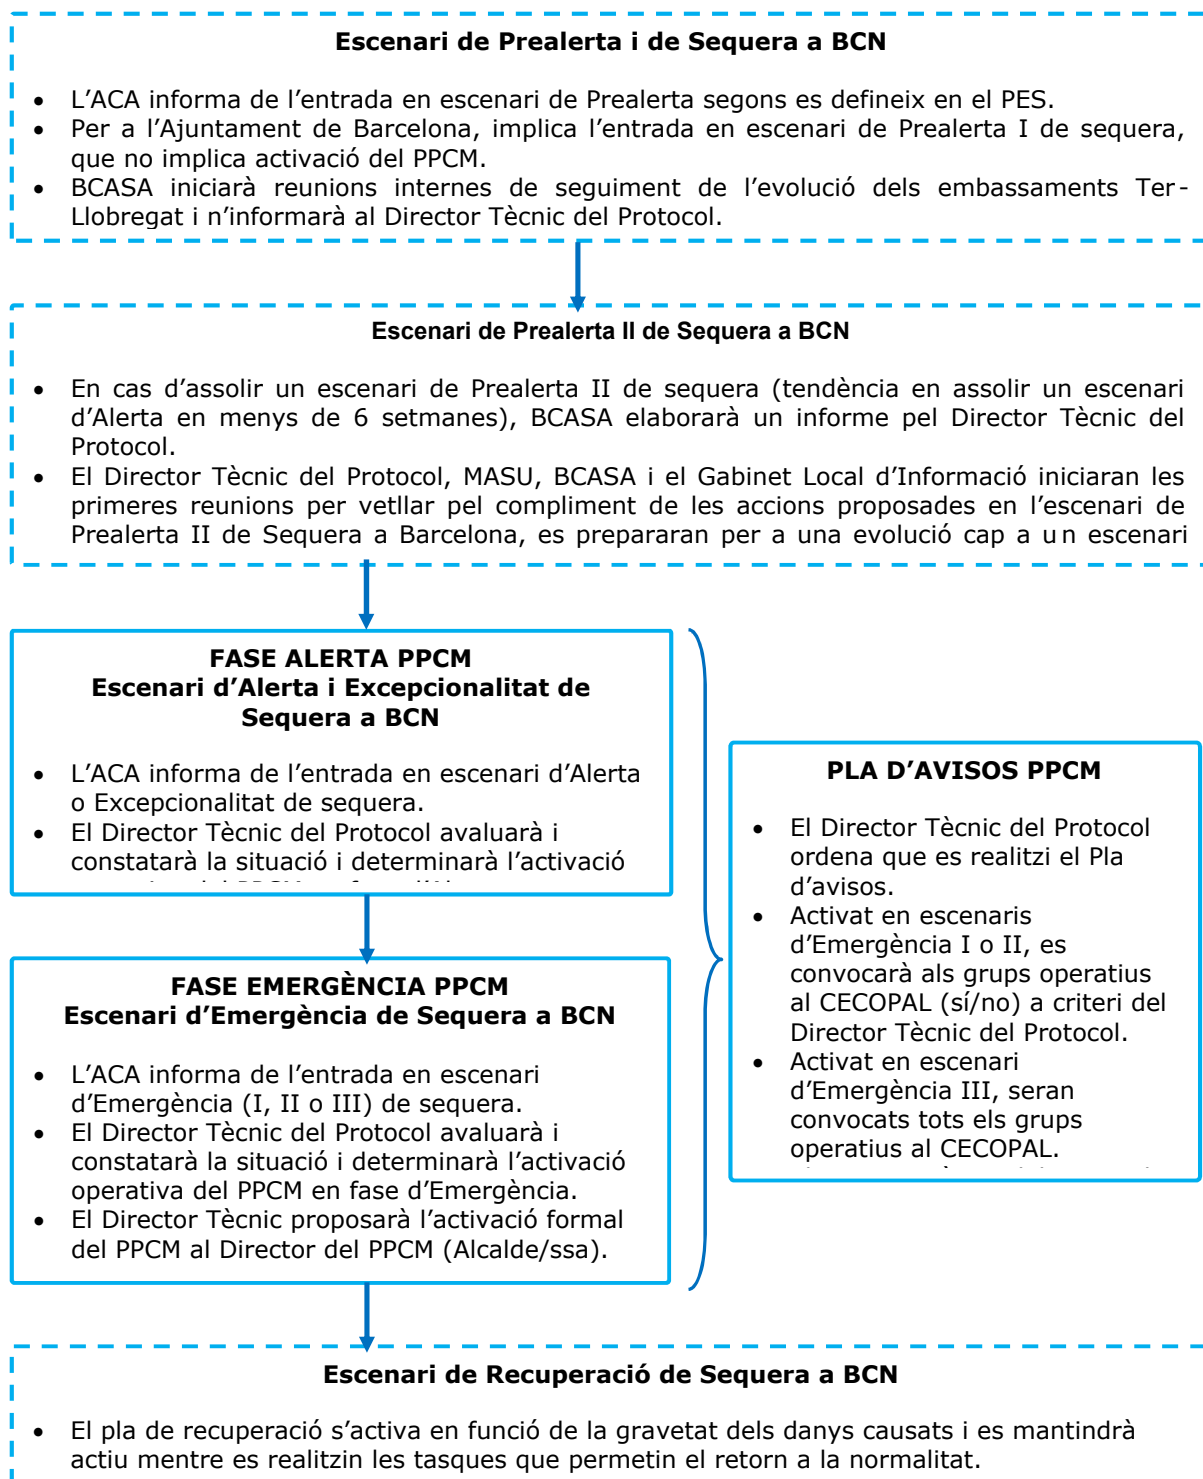 Escenari de Prealerta i de Sequera a BCN
• L’ACA informa de l’entrada en escenari de Prealerta segons es defineix en el PES.
• Per a l’Ajuntament de Barcelona, implica l’entrada en escenari de Prealerta I de sequera,
que no implica activació del PPCM.
• BCASA iniciarà reunions internes de seguiment de l’evolució dels embassaments Ter-
Llobregat i n’informarà al Director Tècnic del Protocol.
Escenari de Prealerta II de Sequera a BCN
• En cas d’assolir un escenari de Prealerta II de sequera (tendència en assolir un escenari
d’Alerta en menys de 6 setmanes), BCASA elaborarà un informe pel Director Tècnic del
Protocol.
• El Director Tècnic del Protocol, MASU, BCASA i el Gabinet Local d’Informació iniciaran les
primeres reunions per vetllar pel compliment de les accions proposades en l’escenari de
Prealerta II de Sequera a Barcelona, es prepararan per a una evolució cap a un escenari
FASE ALERTA PPCM
Escenari d’Alerta i Excepcionalitat de
Sequera a BCN
• L’ACA informa de l’entrada en escenari d’Alerta
o Excepcionalitat de sequera.
• El Director Tècnic del Protocol avaluarà i
constatarà la situació i determinarà l’activació
FASE EMERGÈNCIA PPCM
Escenari d’Emergència de Sequera a BCN
• L’ACA informa de l’entrada en escenari
d’Emergència (I, II o III) de sequera.
• El Director Tècnic del Protocol avaluarà i
constatarà la situació i determinarà l’activació
operativa del PPCM en fase d’Emergència.
• El Director Tècnic proposarà l’activació formal
del PPCM al Director del PPCM (Alcalde/ssa).
PLA D’AVISOS PPCM
• El Director Tècnic del Protocol
ordena que es realitzi el Pla
d’avisos.
• Activat en escenaris
d’Emergència I o II, es
convocarà als grups operatius
al CECOPAL (sí/no) a criteri del
Director Tècnic del Protocol.
• Activat en escenari
d’Emergència III, seran
convocats tots els grups
operatius al CECOPAL.
Escenari de Recuperació de Sequera a BCN
• El pla de recuperació s’activa en funció de la gravetat dels danys causats i es mantindrà
actiu mentre es realitzin les tasques que permetin el retorn a la normalitat.